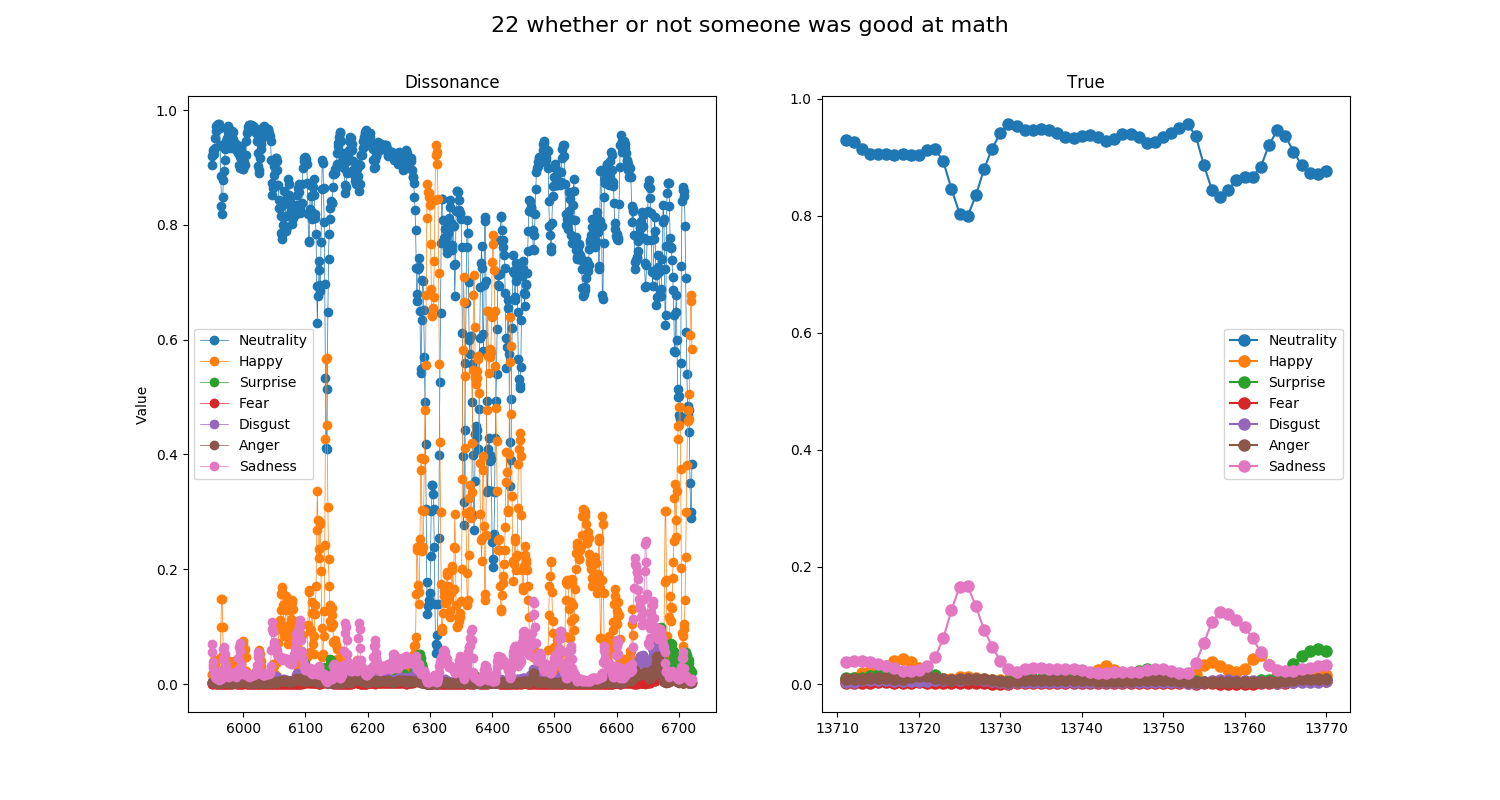 22 whether or not someone was good at math
Dissonance
Value
1.0
0.8
0.6
0.4
0.2
0.0
Neutrality
Happy
Surprise
Fear
Disgust
Anger
Sadness
6000 6100 6200 6300 6400 6500 6600 6700
True
1.0
0.8
0.6
0.4
0.2
0.0
Neutrality
Happy
Surprise
Fear
Disgust
Anger
Sadness
13710 13720 13730 13740 13750 13760 13770